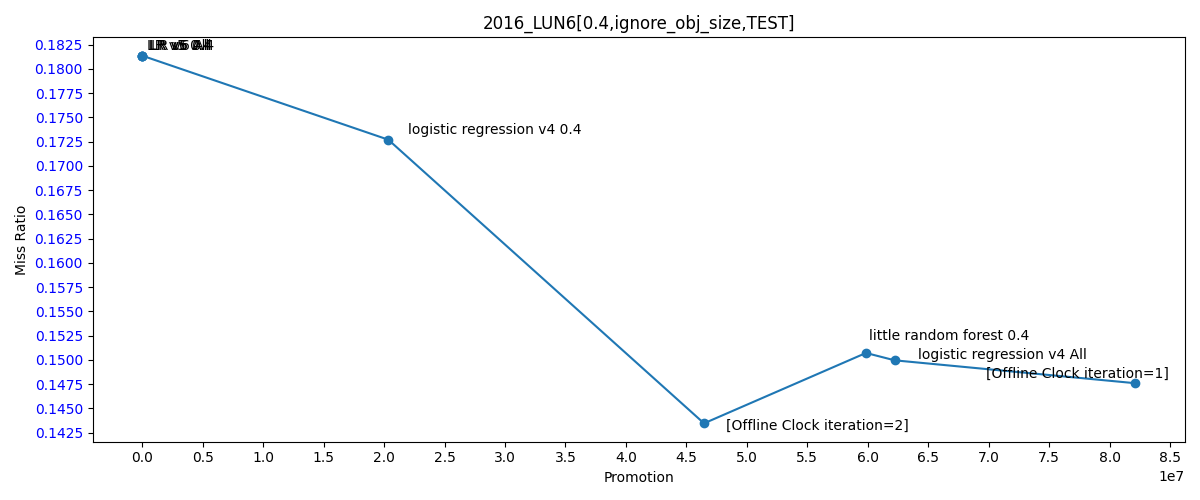 2016_LUN6[0.4,ignore_obj_size,TEST]
0.1825
0.1800
0.1775
0.1750
0.1725
0.1700
0.1675
0.1650
0.1625
0.1600
0.1575
0.1550
0.1525
0.1500
0.1475
0.1450
0.1425
Miss Ratio
logistic regression v4 0.4
little random forest 0.4
logistic regression v4 All
[Offline Clock iteration=1]
[Offline Clock iteration=2]
0.0 0.5 1.0 1.5 2.0 2.5 3.0 3.5 4.0 4.5 5.0 5.5 6.0 6.5 7.0 7.5 8.0 8.5
1e7
Promotion